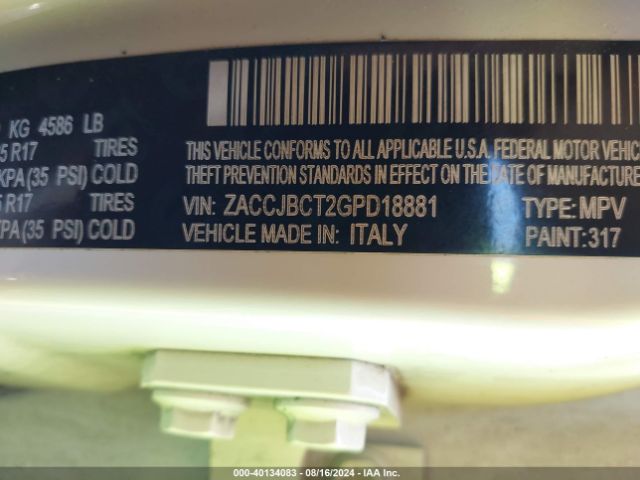 KG 4586 LB
5 R17 TIRES
KPA (35 PSI) COLD
R17 TIRES
KPA (35 PSI) COLD
THIS VEHICLE CONFORMS TO ALL APPLICABLE U.S.A. FEDERAL MOTOR
THEFT PREVENTION STANDARDS IN EFFECT ON THE DATE OF MANUFACTURE
VIN: ZACCJBCT2GPD18881 TYPE: MPV
VEHICLE MADE IN: ITALY PAINT:317
000-40134083 - 08/16/2024 - IAA Inc.